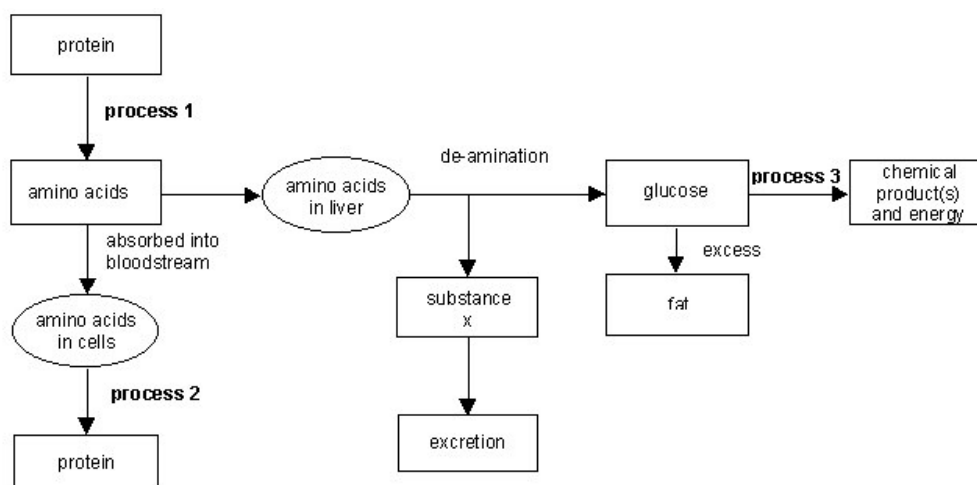 protein
process 1
de-amination
amino acids
amino acids
in liver
glucose
process 3
chemical
product(s)
and energy
absorbed into
bloodstream
excess
substance
x
fat
amino acids
in cells
process 2
excretion
protein